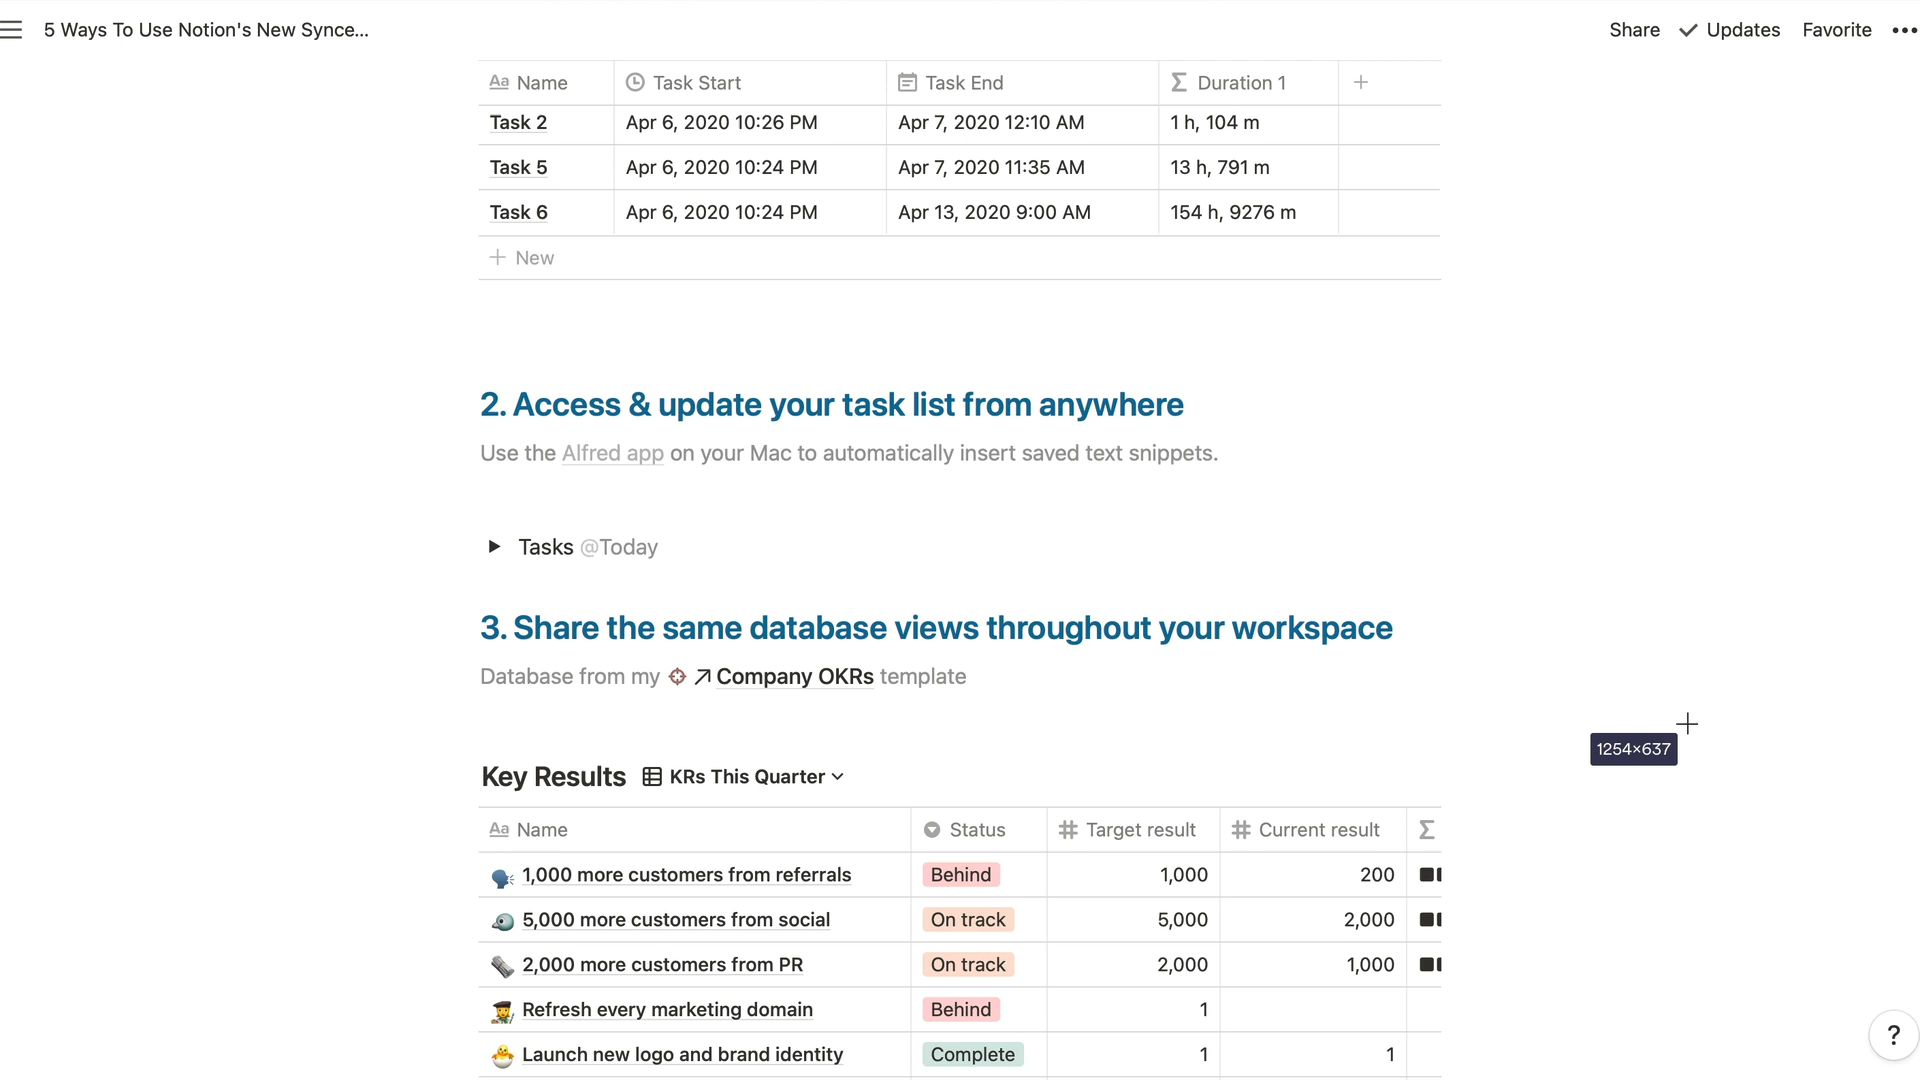 5 Ways To Use Notion's New Synce...
Share Updates Favorite
Aa Name Task Start Task End Duration 1
Task 2 Apr 6, 2020 10:26 PM Apr 7, 2020 12:10 AM 1 h, 104 m
Task 5 Apr 6, 2020 10:24 PM Apr 7, 2020 11:35 AM 13 h, 791 m
Task 6 Apr 6, 2020 10:24 PM Apr 13, 2020 9:00 AM 154 h, 9276 m
+ New
2. Access & update your task list from anywhere
Use the Alfred app on your Mac to automatically insert saved text snippets.
Tasks @Today
3. Share the same database views throughout your workspace
Database from my Company OKRs template
1254×637
Key Results KRs This Quarter
Aa Name Status # Target result # Current result Σ
1,000 more customers from referrals Behind 1,000 200
5,000 more customers from social On track 5,000 2,000
2,000 more customers from PR On track 2,000 1,000
Refresh every marketing domain Behind 1
Launch new logo and brand identity Complete 1 1
?